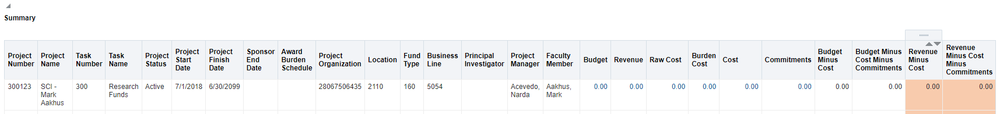 Summary
Project Number	Project Name	Task Number	Task Name	Project Status	Project Start Date	Project Finish Date	Sponsor End Date	Award Burden Schedule	Project Organization	Location	Fund Type	Business Line	Principal Investigator	Project Manager	Faculty Member	Budget	Revenue	Raw Cost	Burden Cost	Cost	Commitments	Budget Minus Cost	Budget Minus Cost Minus Commitments	Revenue Minus Cost	Revenue Minus Cost Minus Commitments
300123	SCI - Mark Aakhus	300	Research Funds	Active	7/1/2018	6/30/2099			28067506435	2110	160	5054		Acevedo, Narda	Aakhus, Mark	0.00	0.00	0.00	0.00	0.00	0.00	0.00	0.00	0.00	0.00